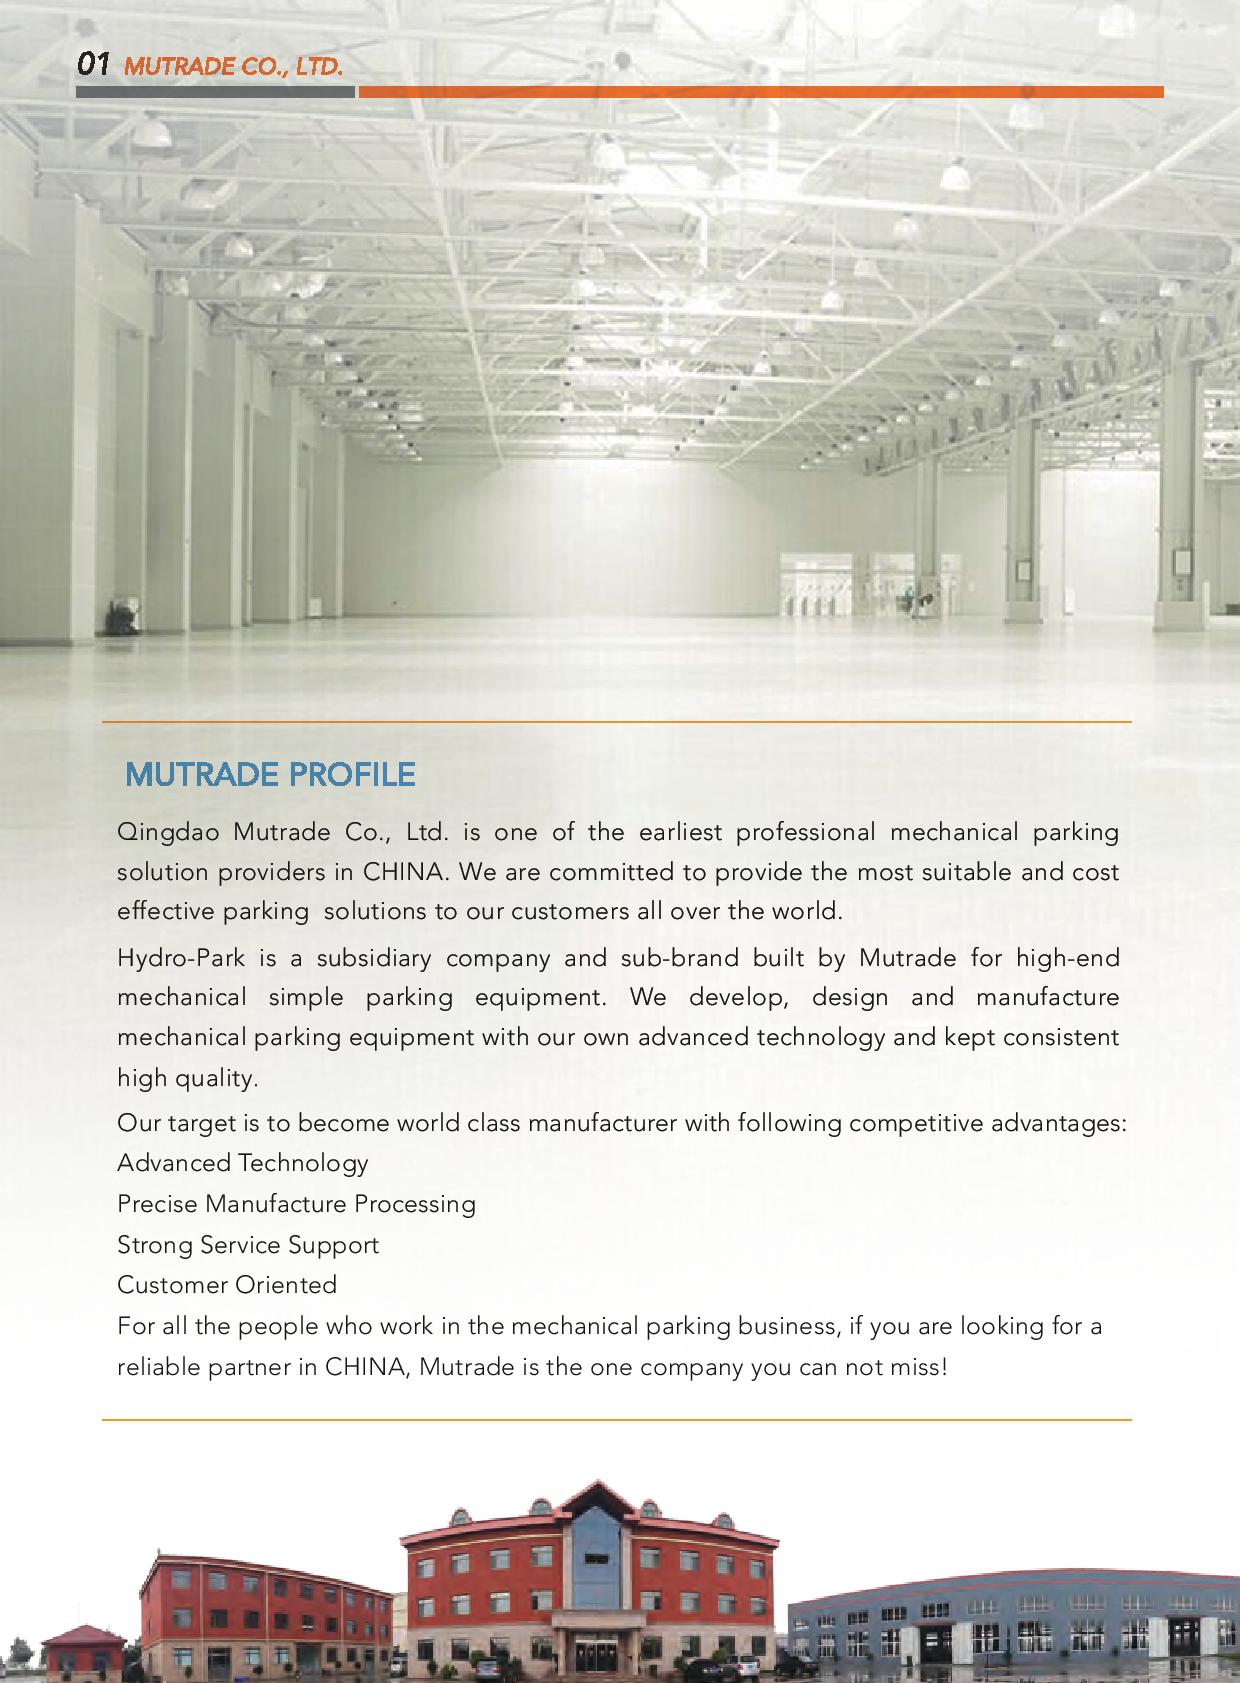 01 MUTRADE CO., LTD.
MUTRADE PROFILE
Qingdao Mutrade Co., Ltd. is one of the earliest professional mechanical parking
solution providers in CHINA. We are committed to provide the most suitable and cost
effective parking solutions to our customers all over the world.
Hydro-Park is a subsidiary company and sub-brand built by Mutrade for high-end
mechanical simple parking equipment. We develop, design and manufacture
mechanical parking equipment with our own advanced technology and kept consistent
high quality.
Our target is to become world class manufacturer with following competitive advantages:
Advanced Technology
Precise Manufacture Processing
Strong Service Support
Customer Oriented
For all the people who work in the mechanical parking business, if you are looking for a
reliable partner in CHINA, Mutrade is the one company you can not miss!